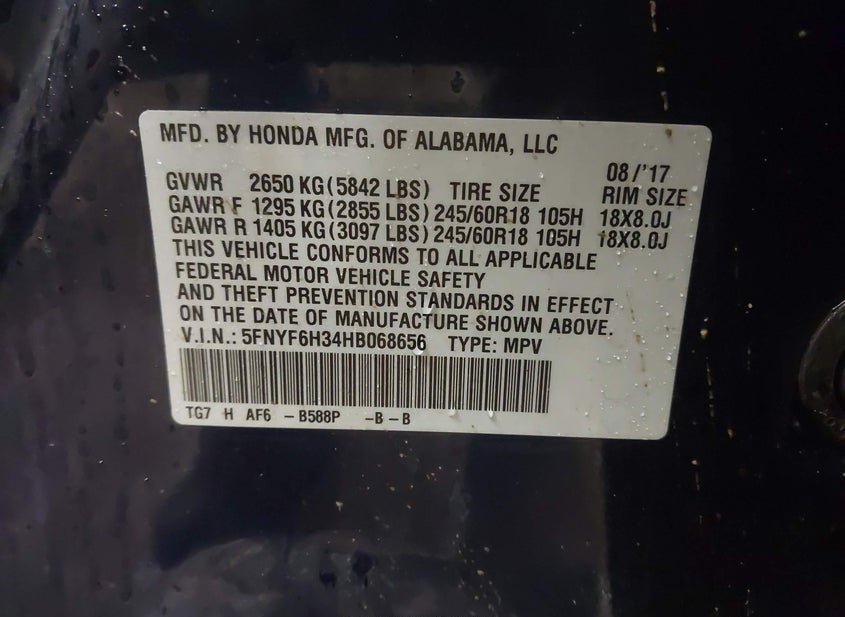 MFD. BY HONDA MFG. OF ALABAMA, LLC
08/'17
GVWR 2650 KG(5842 LBS) TIRE SIZE RIM SIZE
GAWR F 1295 KG(2855 LBS)245/60R18 105H 18X8.0J
GAWR R 1405 KG(3097 LBS)245/60R18 105H 18X8.0J
THIS VEHICLE CONFORMS TO ALL APPLICABLE
FEDERAL MOTOR VEHICLE SAFETY
AND THEFT PREVENTION STANDARDS IN EFFECT
ON THE DATE OF MANUFACTURE SHOWN ABOVE.
V.I.N.: 5FNYF6H34HB068656 TYPE: MPV
TG7 H AF6 -B588P -B-B